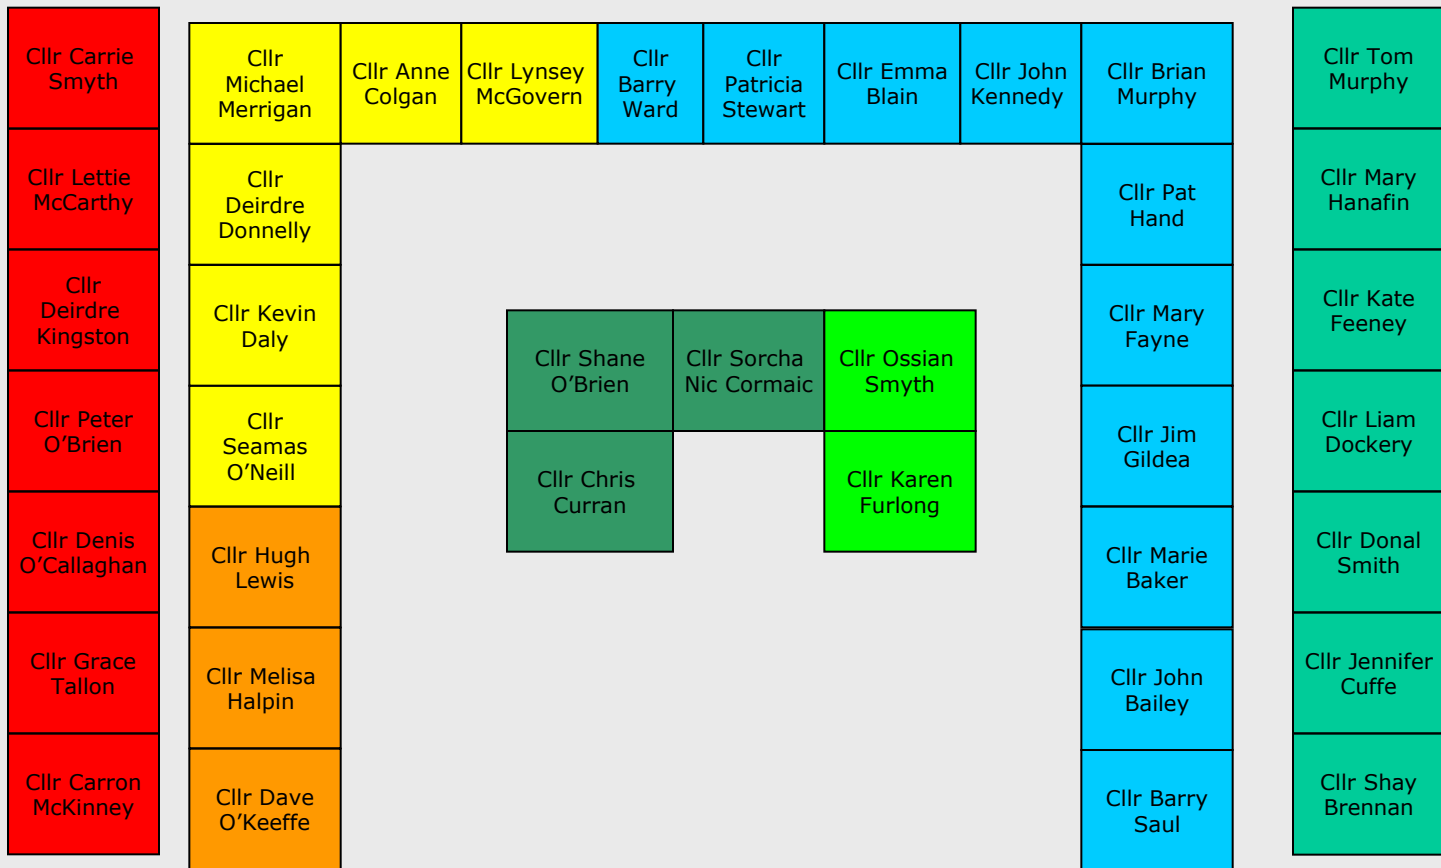 Cllr Carrie
Smyth
Cllr Lettie
McCarthy
Cllr
Deirdre
Kingston
Cllr Peter
O’Brien
Cllr Denis
O’Callaghan
Cllr Grace
Tallon
Cllr Carron
McKinney
Cllr
Michael
Merrigan
Cllr Anne
Colgan
Cllr Lynsey
McGovern
Cllr
Barry
Ward
Cllr
Patricia
Stewart
Cllr Emma
Blain
Cllr John
Kennedy
Cllr Brian
Murphy
Cllr
Deirdre
Donnelly
Cllr Kevin
Daly
Cllr
Seamas
O’Neill
Cllr Hugh
Lewis
Cllr Melisa
Halpin
Cllr Dave
O’Keeffe
Cllr Shane
O’Brien
Cllr Sorcha
Nic Cormaic
Cllr Ossian
Smyth
Cllr Chris
Curran
Cllr Karen
Furlong
Cllr Pat
Hand
Cllr Mary
Fayne
Cllr Jim
Gildea
Cllr Marie
Baker
Cllr John
Bailey
Cllr Barry
Saul
Cllr Tom
Murphy
Cllr Mary
Hanafin
Cllr Kate
Feeney
Cllr Liam
Dockery
Cllr Donal
Smith
Cllr Jennifer
Cuffe
Cllr Shay
Brennan